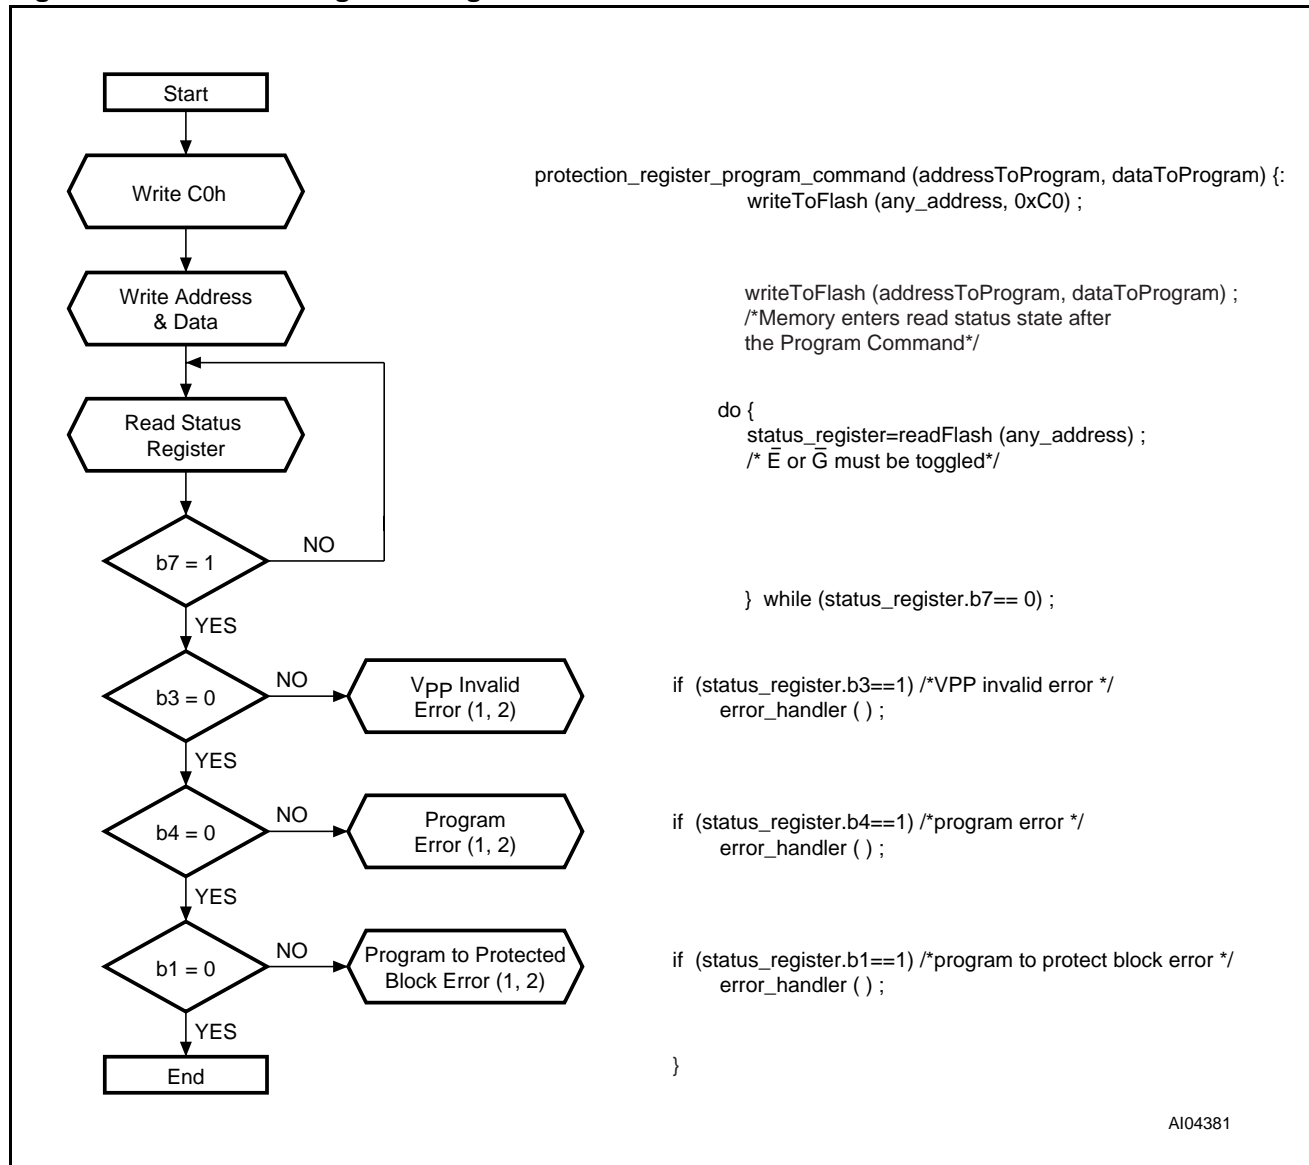 Start
Write C0h
protection_register_program_command (addressToProgram, dataToProgram) {:
writeToFlash (any_address, 0xC0) ;
Write Address
& Data
writeToFlash (addressToProgram, dataToProgram) ;
/*Memory enters read status state after
the Program Command*/
Read Status
Register
do {
status_register=readFlash (any_address) ;
/* E̅ or G̅ must be toggled*/
b7 = 1
NO
} while (status_register.b7== 0) ;
YES
b3 = 0
NO
VPP Invalid
Error (1, 2)
if (status_register.b3==1) /*VPP invalid error */
error_handler ( ) ;
YES
b4 = 0
NO
Program
Error (1, 2)
if (status_register.b4==1) /*program error */
error_handler ( ) ;
YES
b1 = 0
NO
Program to Protected
Block Error (1, 2)
if (status_register.b1==1) /*program to protect block error */
error_handler ( ) ;
YES
End
}
AI04381